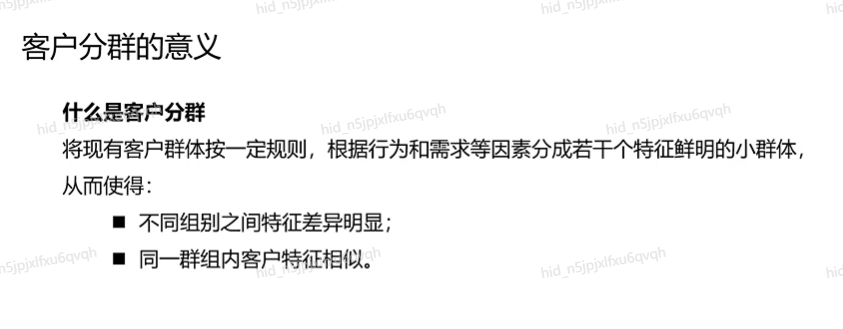 客户分群的意义
什么是客户分群
将现有客户群体按一定规则，根据行为和需求等因素分成若干个特征鲜明的小群体，
从而使得：
■ 不同组别之间特征差异明显；
■ 同一群组内客户特征相似。
hid_n5jpjxlfxu6qvqh
hid_n5jpjxlfxu6qvqh
hid_n5jpjxlfxu6qvqh
hid_n5jpjxlfxu6qvqh
hid_n5jpjxlfxu6qvqh
hid_n5jpjxlfxu6qvqh